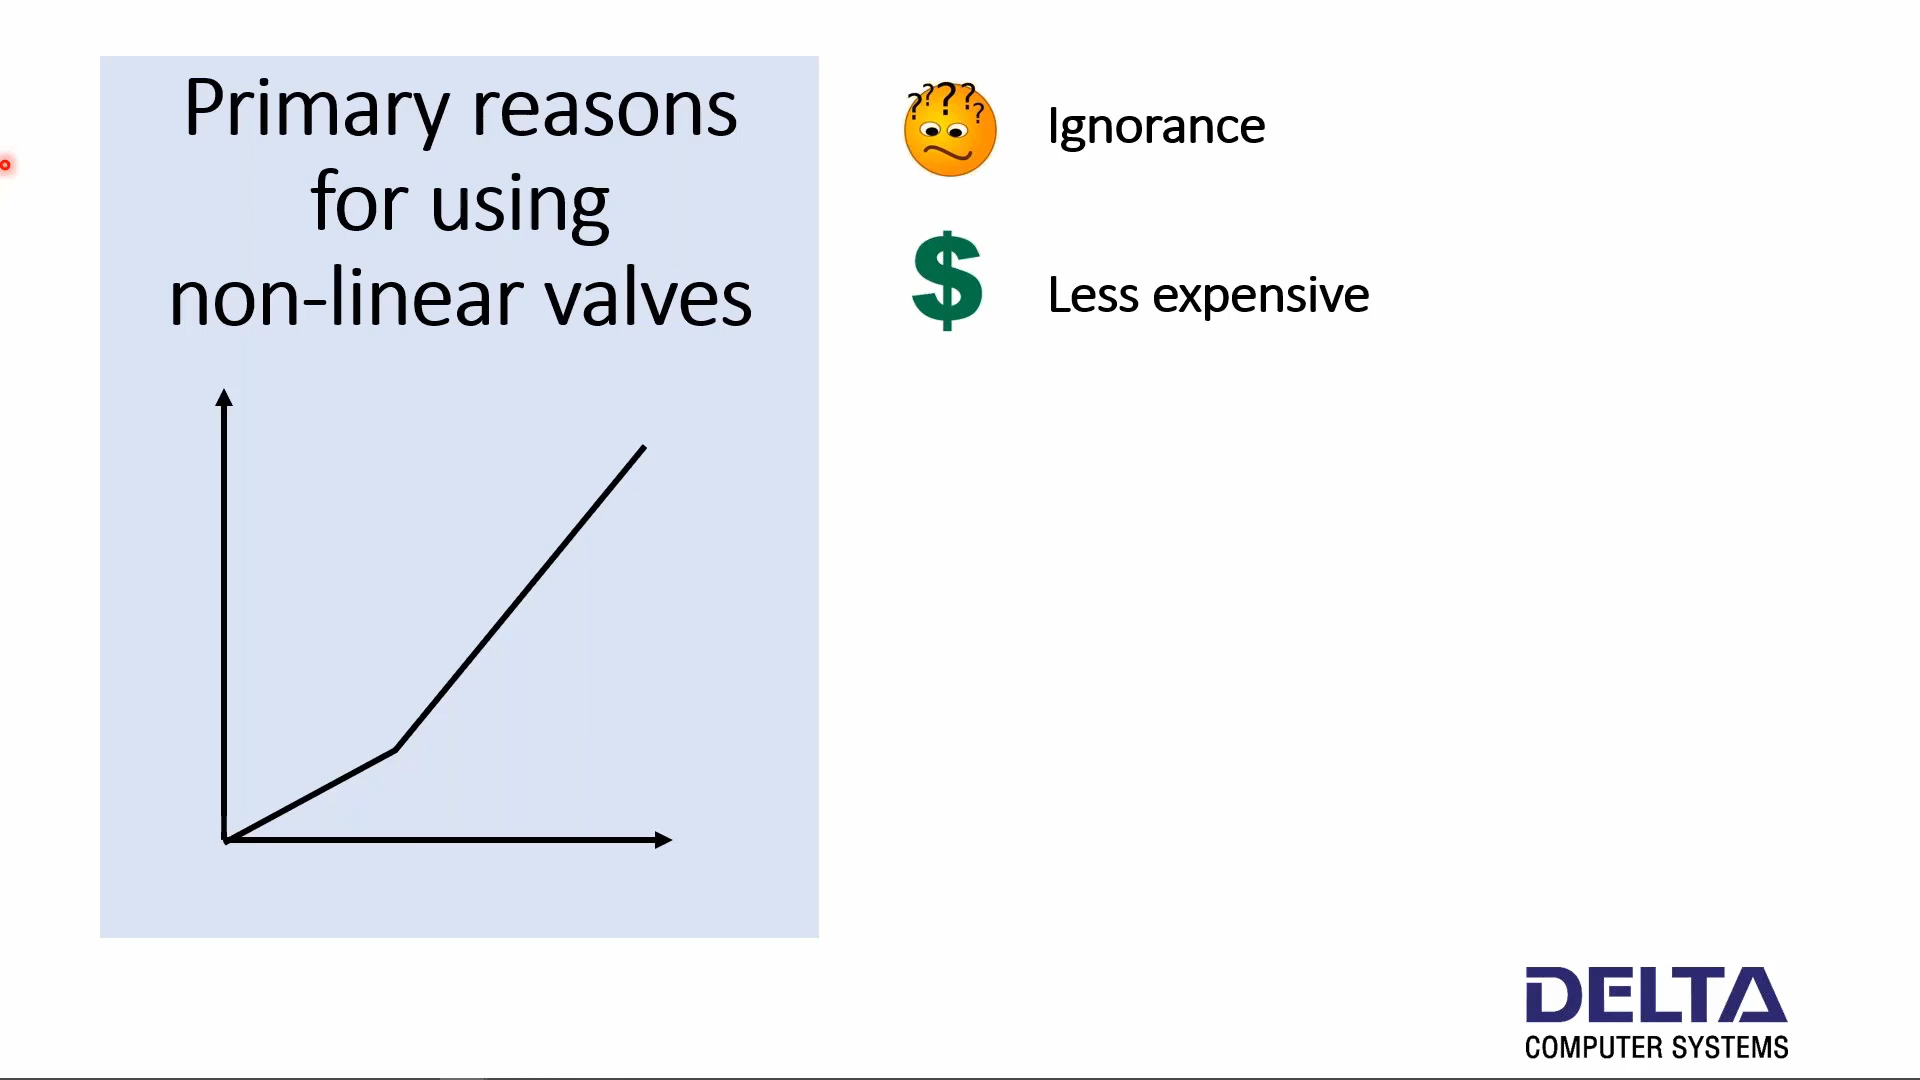 Primary reasons
for using
non-linear valves
? ? ? ? ?
Ignorance
$
Less expensive
DELTA
COMPUTER SYSTEMS